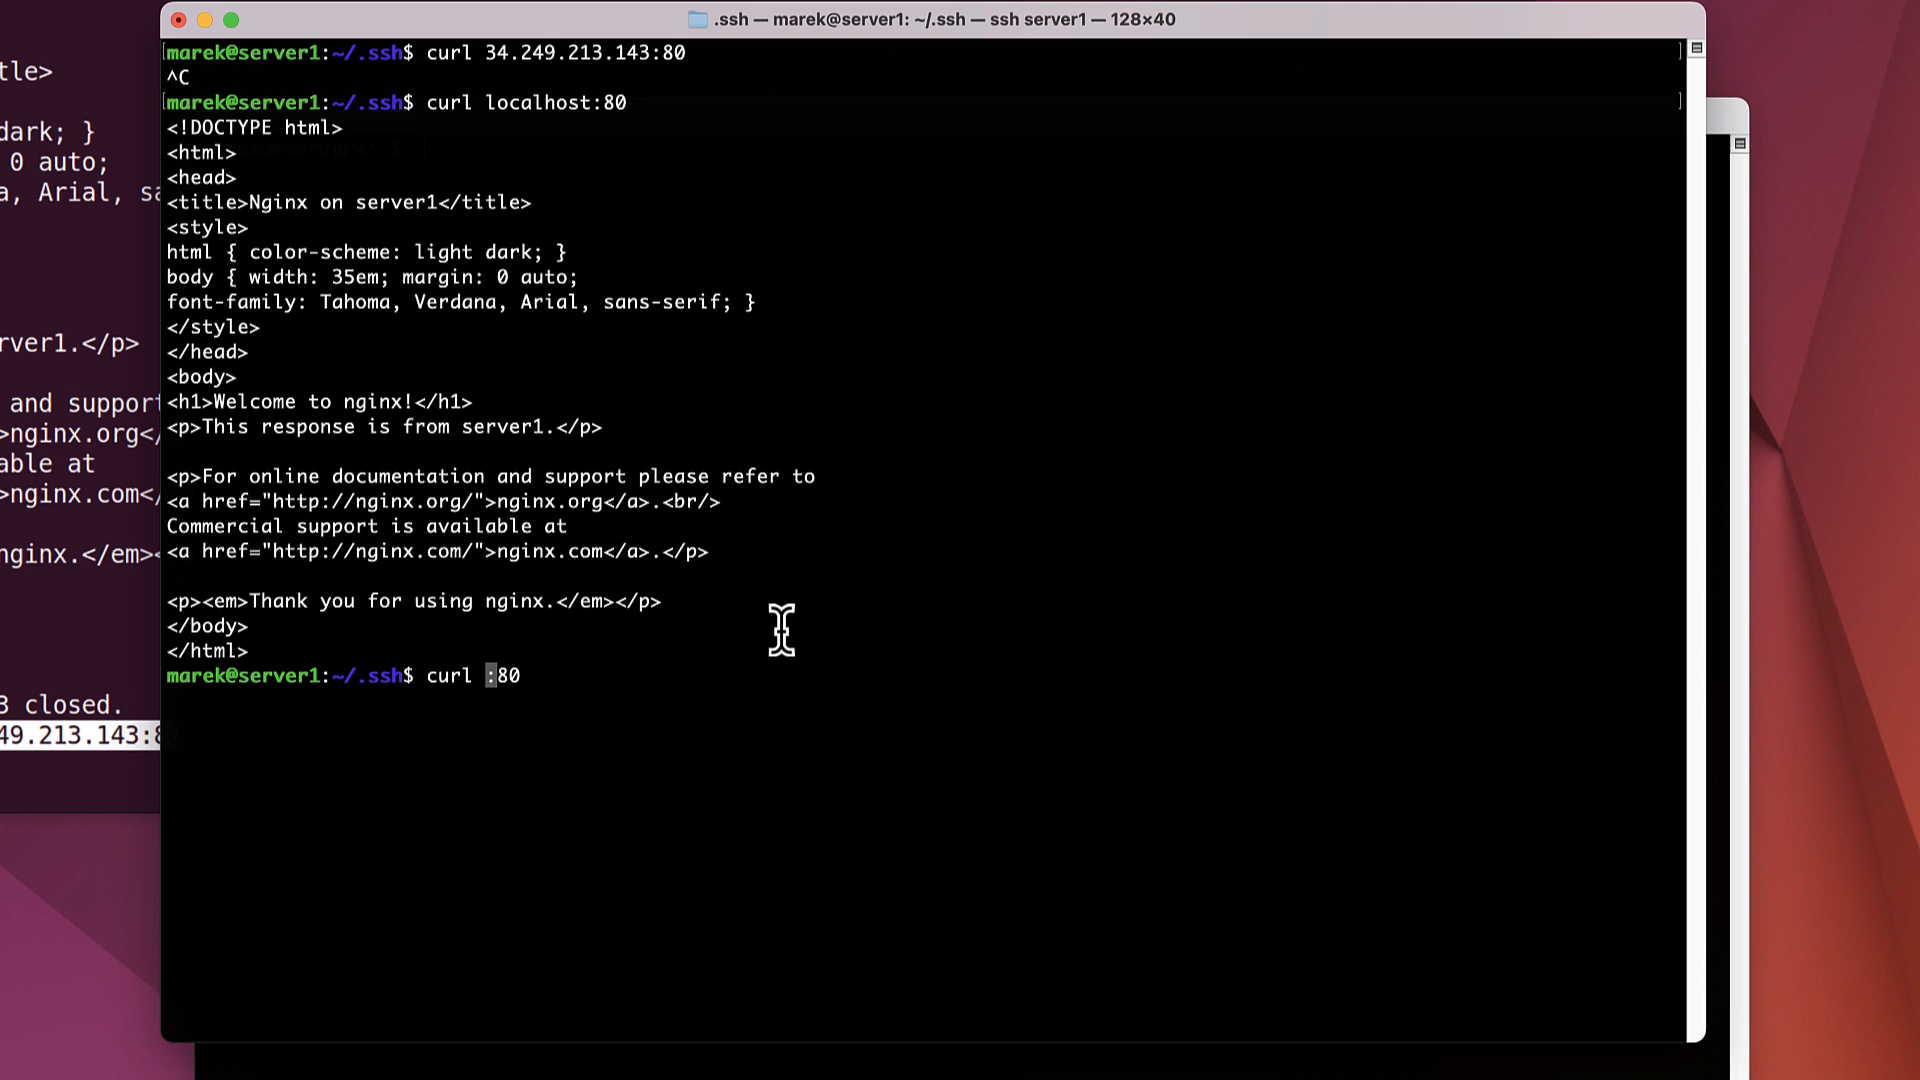 .ssh — marek@server1: ~/.ssh — ssh server1 — 128×40
marek@server1:~/.ssh$ curl 34.249.213.143:80
^C
marek@server1:~/.ssh$ curl localhost:80
<!DOCTYPE html>
<html>
<head>
<title>Nginx on server1</title>
<style>
html { color-scheme: light dark; }
body { width: 35em; margin: 0 auto;
font-family: Tahoma, Verdana, Arial, sans-serif; }
</style>
</head>
<body>
<h1>Welcome to nginx!</h1>
<p>This response is from server1.</p>
<p>For online documentation and support please refer to
<a href="http://nginx.org/">nginx.org</a>.<br/>
Commercial support is available at
<a href="http://nginx.com/">nginx.com</a>.</p>
<p><em>Thank you for using nginx.</em></p>
</body>
</html>
marek@server1:~/.ssh$ curl :80
tle>
dark; }
0 auto;
a, Arial, sa
rver1.</p>
and support
>nginx.org</
able at
>nginx.com</
nginx.</em><
3 closed.
49.213.143:8